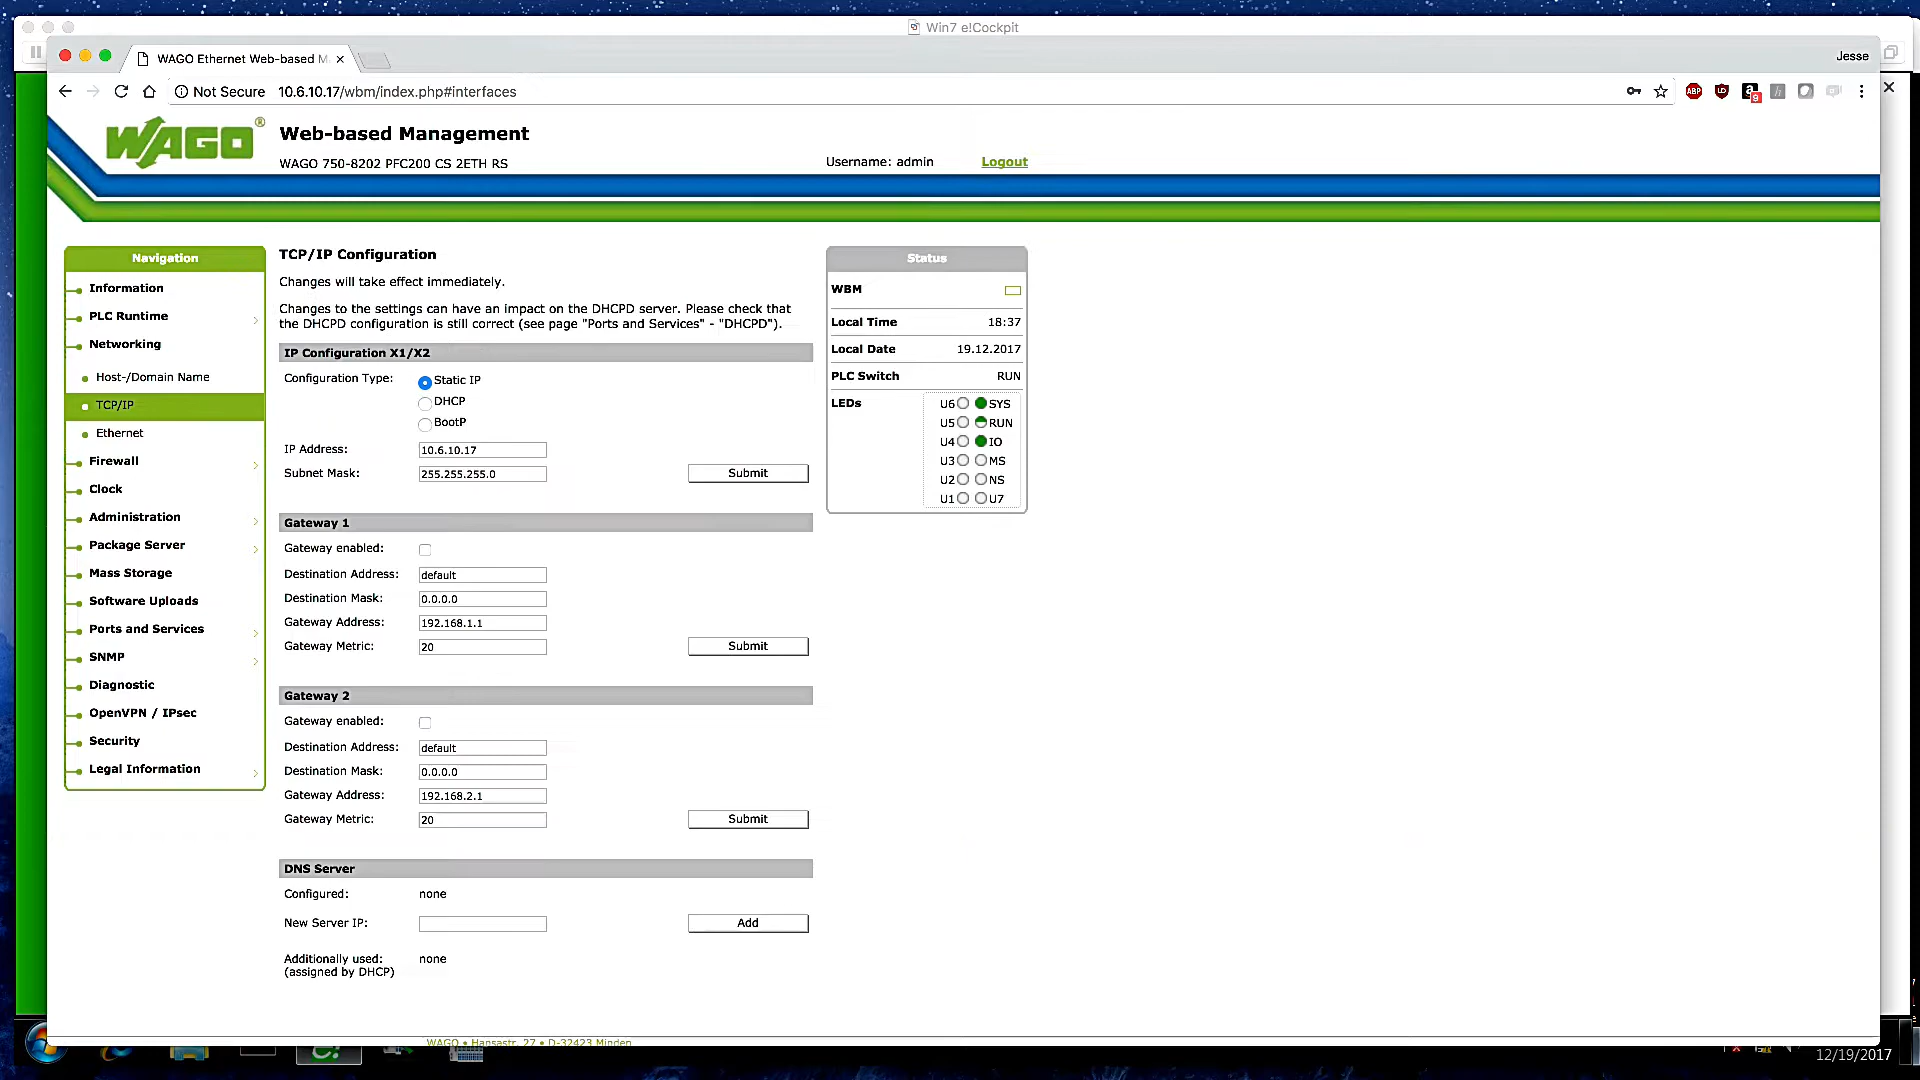 Win7 e!Cockpit
WAGO Ethernet Web-based M
Jesse
Not Secure 10.6.10.17/wbm/index.php#interfaces
ABP
9
WAGO®
Web-based Management
WAGO 750-8202 PFC200 CS 2ETH RS
Username: admin
Logout
Navigation
Information
PLC Runtime
Networking
Host-/Domain Name
TCP/IP
Ethernet
Firewall
Clock
Administration
Package Server
Mass Storage
Software Uploads
Ports and Services
SNMP
Diagnostic
OpenVPN / IPsec
Security
Legal Information
TCP/IP Configuration
Changes will take effect immediately.
Changes to the settings can have an impact on the DHCPD server. Please check that
the DHCPD configuration is still correct (see page "Ports and Services" - "DHCPD").
IP Configuration X1/X2
Configuration Type: Static IP
DHCP
BootP
IP Address: 10.6.10.17
Subnet Mask: 255.255.255.0 Submit
Gateway 1
Gateway enabled:
Destination Address: default
Destination Mask: 0.0.0.0
Gateway Address: 192.168.1.1
Gateway Metric: 20 Submit
Gateway 2
Gateway enabled:
Destination Address: default
Destination Mask: 0.0.0.0
Gateway Address: 192.168.2.1
Gateway Metric: 20 Submit
DNS Server
Configured: none
New Server IP: Add
Additionally used: none
(assigned by DHCP)
Status
WBM
Local Time 18:37
Local Date 19.12.2017
PLC Switch RUN
LEDs
U6 SYS
U5 RUN
U4 IO
U3 MS
U2 NS
U1 U7
WAGO • Hansastr. 27 • D-32423 Minden
12/19/2017